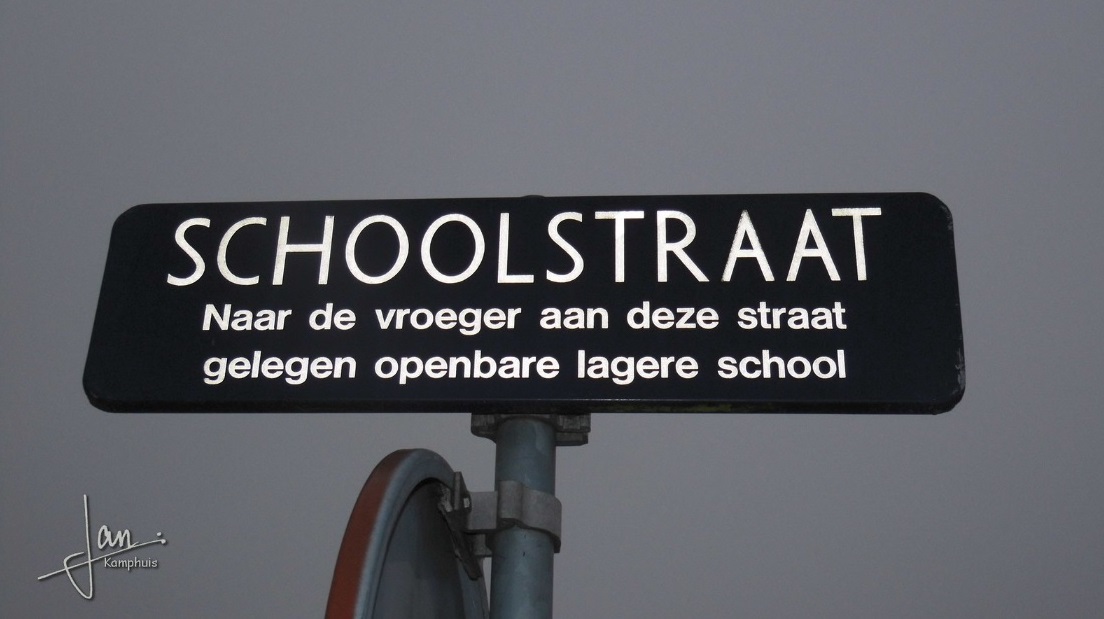 SCHOOLSTRAAT
Naar de vroeger aan deze straat
gelegen openbare lagere school
Jan
Kamphuis